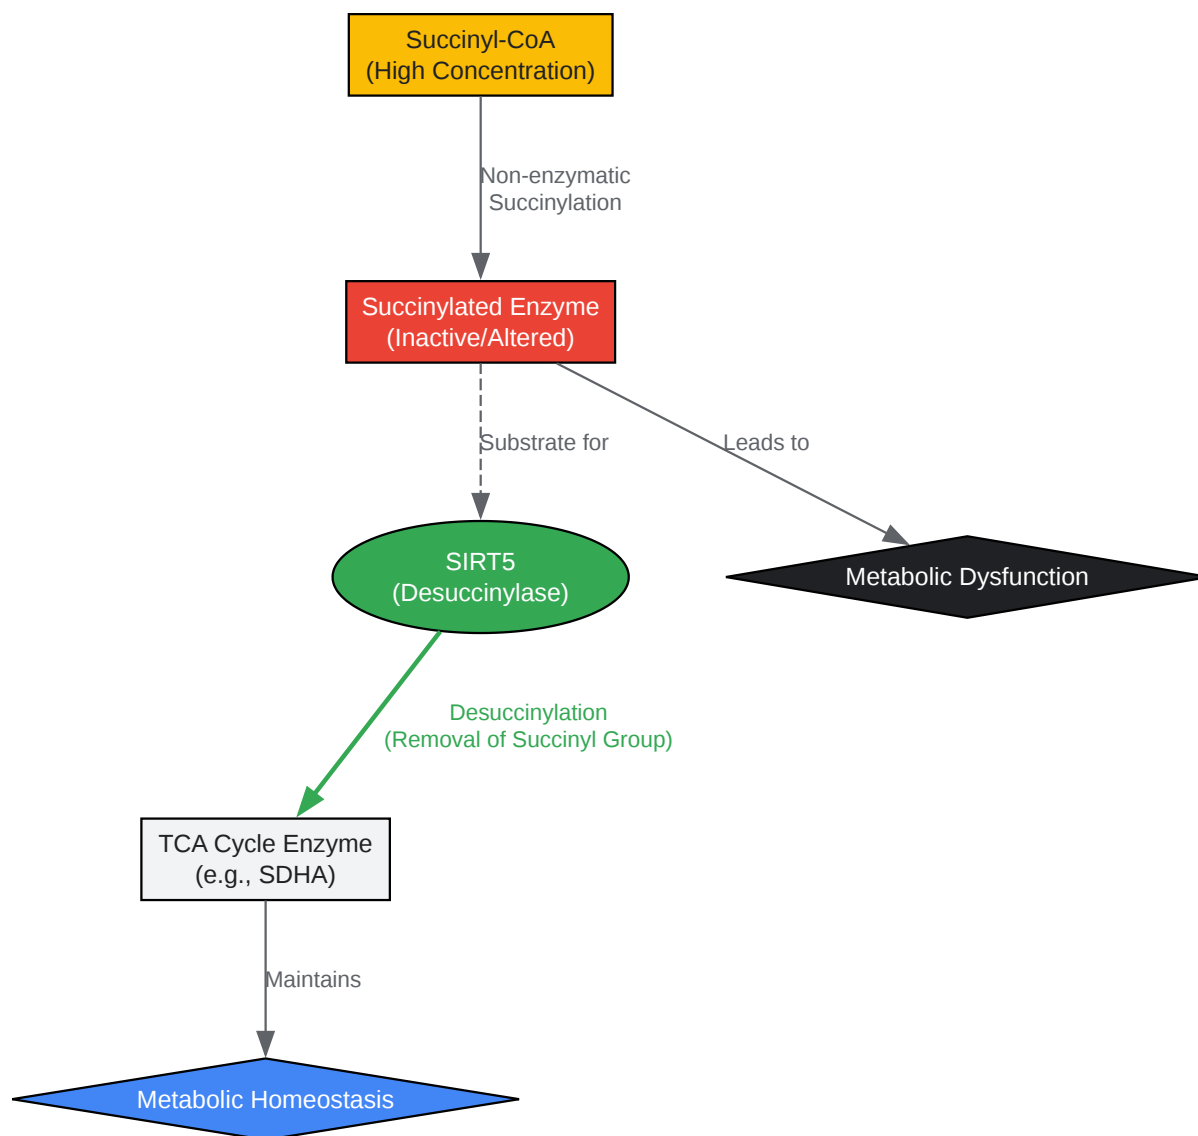 Succinyl-CoA
(High Concentration)
Non-enzymatic
Succinylation
Succinylated Enzyme
(Inactive/Altered)
Substrate for
Leads to
SIRT5
(Desuccinylase)
Metabolic Dysfunction
Desuccinylation
(Removal of Succinyl Group)
TCA Cycle Enzyme
(e.g., SDHA)
Maintains
Metabolic Homeostasis